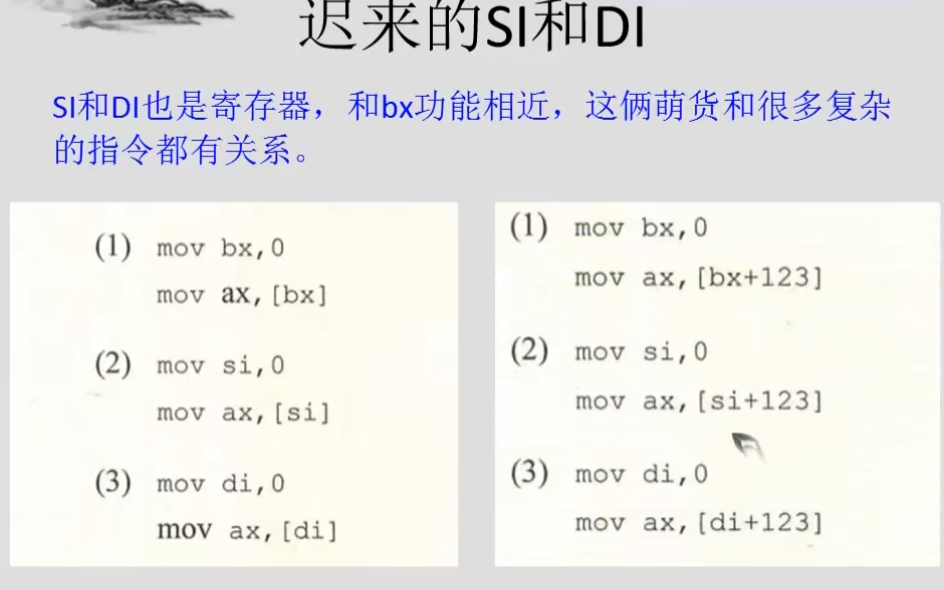 迟来的SI和DI
SI和DI也是寄存器，和bx功能相近，这俩萌货和很多复杂
的指令都有关系。
(1) mov bx,0
mov ax,[bx]
(2) mov si,0
mov ax,[si]
(3) mov di,0
mov ax,[di]
(1) mov bx,0
mov ax,[bx+123]
(2) mov si,0
mov ax,[si+123]
(3) mov di,0
mov ax,[di+123]